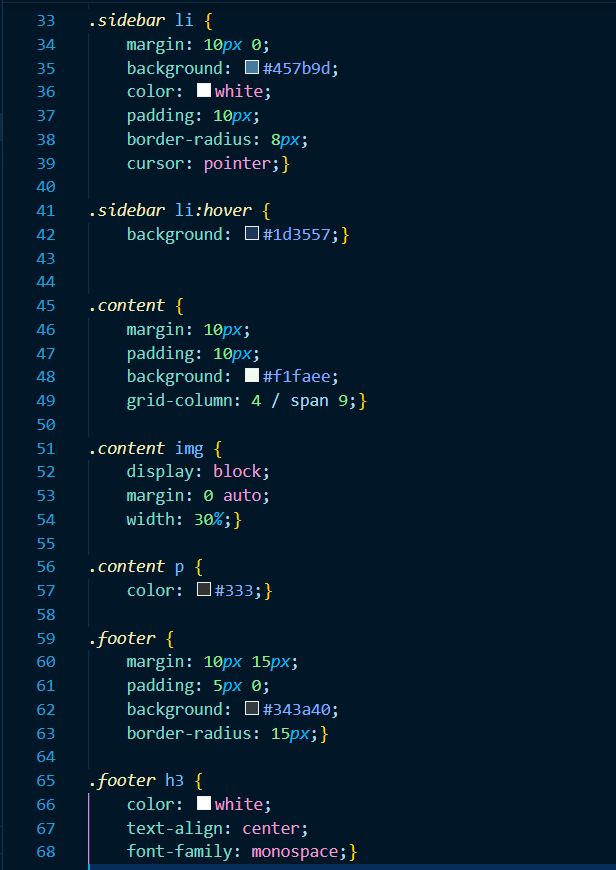 33 .sidebar li {
34     margin: 10px 0;
35     background: #457b9d;
36     color: white;
37     padding: 10px;
38     border-radius: 8px;
39     cursor: pointer;}
40
41 .sidebar li:hover {
42     background: #1d3557;}
43
44
45 .content {
46     margin: 10px;
47     padding: 10px;
48     background: #f1faee;
49     grid-column: 4 / span 9;}
50
51 .content img {
52     display: block;
53     margin: 0 auto;
54     width: 30%;}
55
56 .content p {
57     color: #333;}
58
59 .footer {
60     margin: 10px 15px;
61     padding: 5px 0;
62     background: #343a40;
63     border-radius: 15px;}
64
65 .footer h3 {
66     color: white;
67     text-align: center;
68     font-family: monospace;}